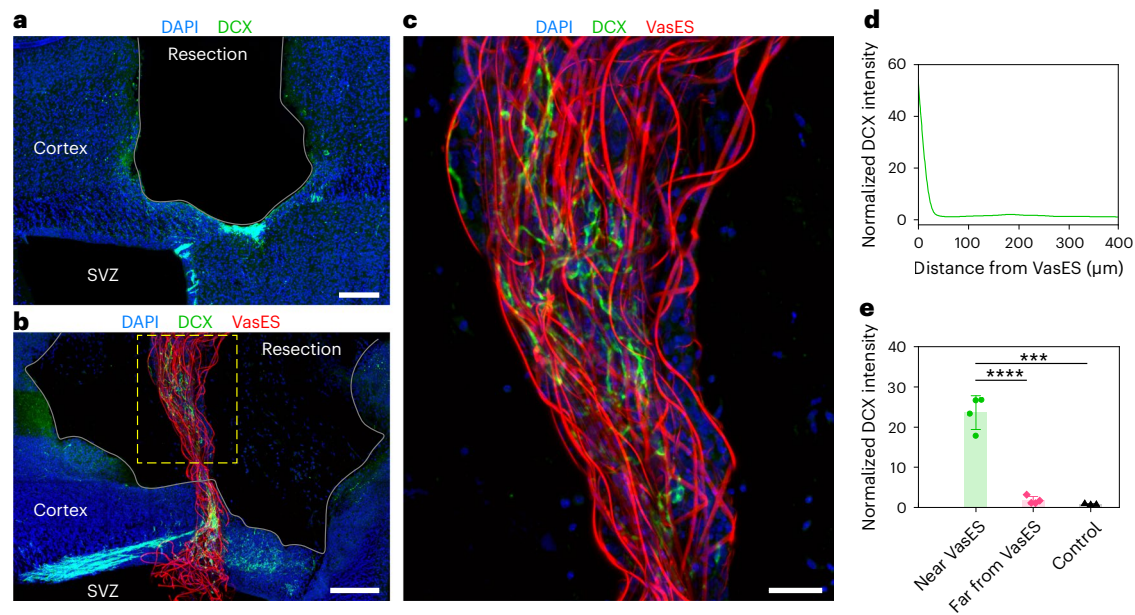 a
DAPI DCX
Resection
Cortex
SVZ
b
DAPI DCX VasES
Resection
Cortex
SVZ
c
DAPI DCX VasES
d
Normalized DCX intensity
60
40
20
0
0 100 200 300 400
Distance from VasES (µm)
e
Normalized DCX intensity
40
30
20
10
0
***
****
Near VasES
Far from VasES
Control